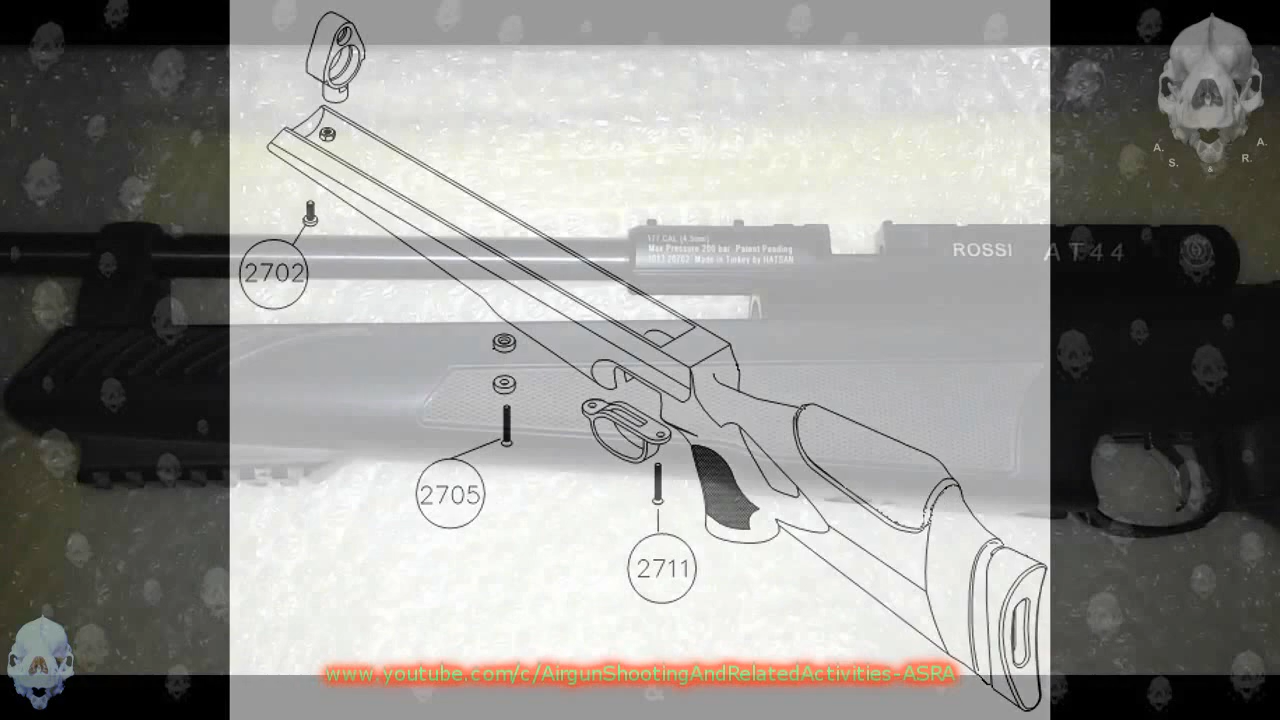 A. A.
S. & R.
2702
.177 CAL [4,5mm]
Max Pressure 200 bar. Patent Pending
Made in Turkey by HATSAN
ROSSI AT44
2705
2711
www.youtube.com/c/AirgunShootingAndRelatedActivities-ASRA